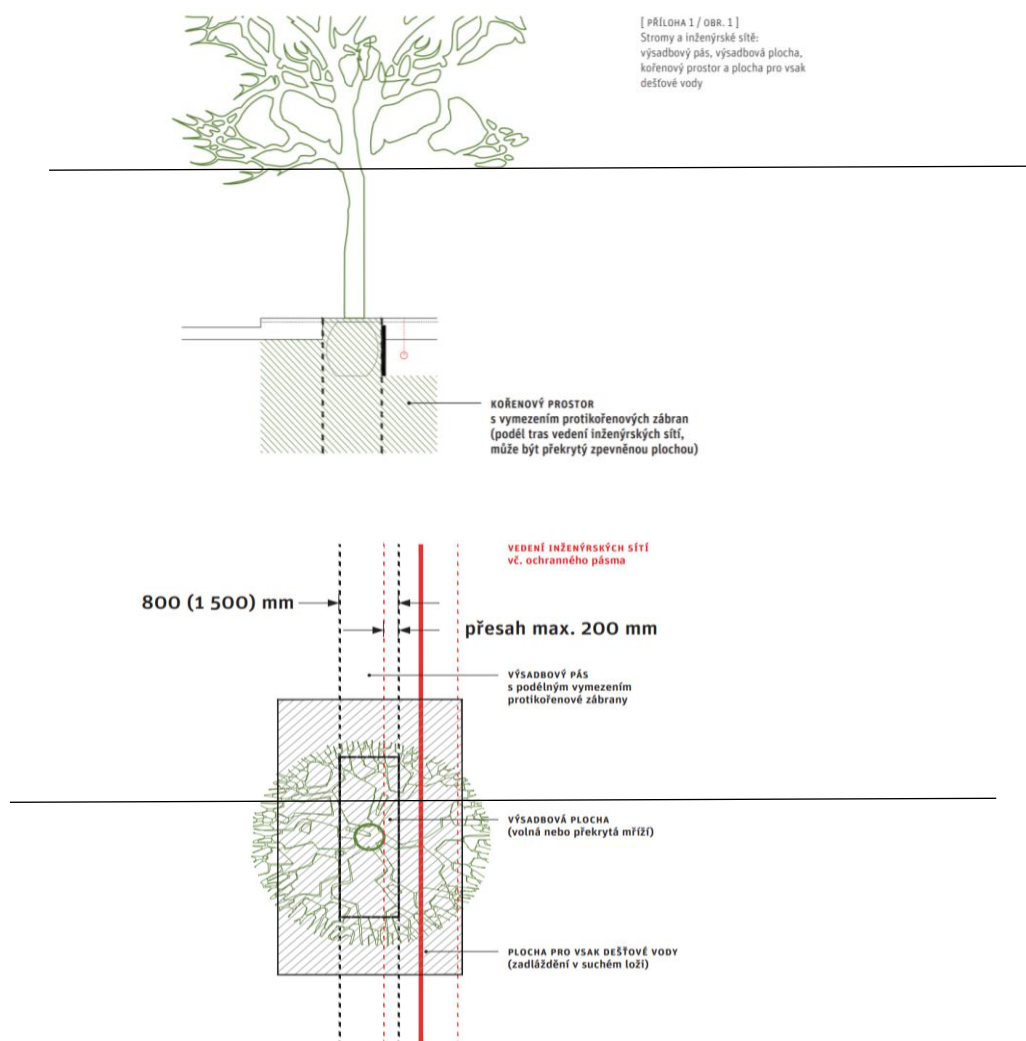 [ PŘÍLOHA 1 / OBR. 1 ]
Stromy a inženýrské sítě:
výsadbový pás, výsadbová plocha,
kořenový prostor a plocha pro vsak
dešťové vody
KOŘENOVÝ PROSTOR
s vymezením protikořenových zábran
(podél tras vedení inženýrských sítí,
může být překrytý zpevněnou plochou)
VEDENÍ INŽENÝRSKÝCH SÍTÍ
vč. ochranného pásma
800 (1 500) mm
přesah max. 200 mm
VÝSADBOVÝ PÁS
s podélným vymezením
protikořenové zábrany
VÝSADBOVÁ PLOCHA
(volná nebo překrytá mříží)
PLOCHA PRO VSAK DEŠŤOVÉ VODY
(zadláždění v suchém loži)